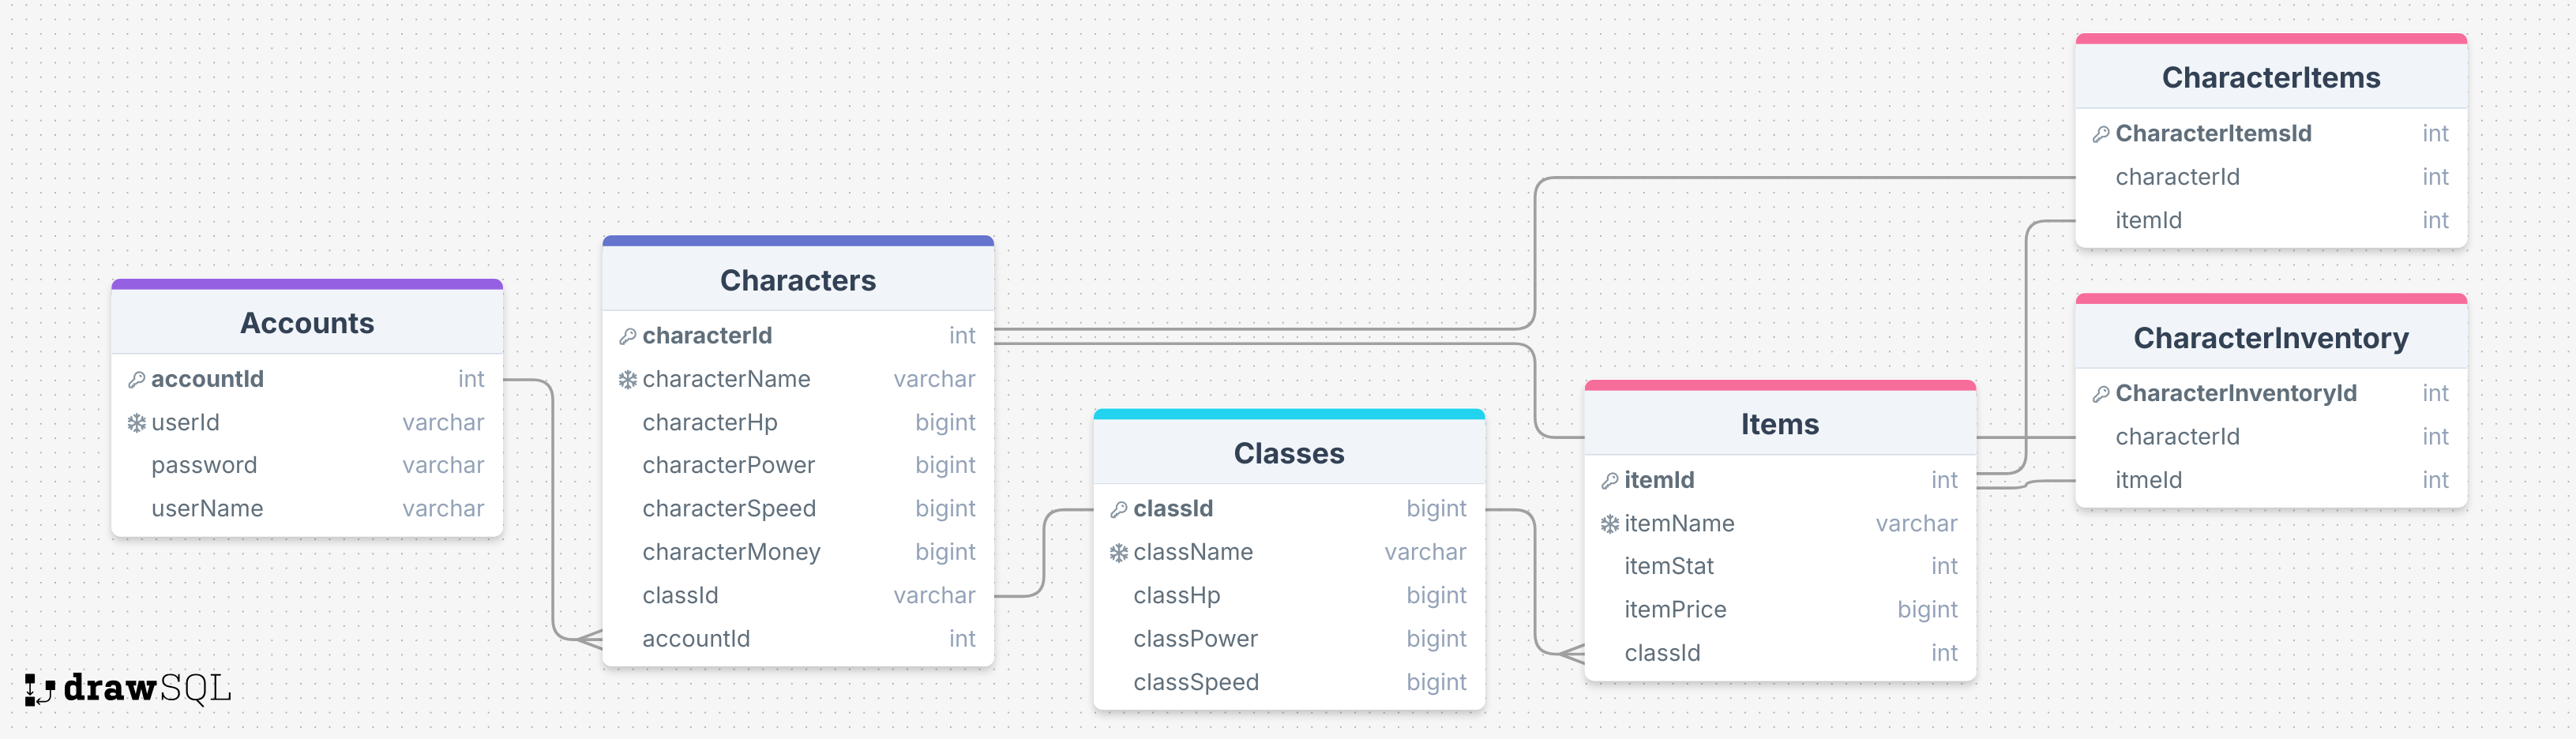 Accounts
accountId int
userId varchar
password varchar
userName varchar
Characters
characterId int
characterName varchar
characterHp bigint
characterPower bigint
characterSpeed bigint
characterMoney bigint
classId varchar
accountId int
Classes
classId bigint
className varchar
classHp bigint
classPower bigint
classSpeed bigint
Items
itemId int
itemName varchar
itemStat int
itemPrice bigint
classId int
CharacterItems
CharacterItemsId int
characterId int
itemId int
CharacterInventory
CharacterInventoryId int
characterId int
itmeId int
drawSQL